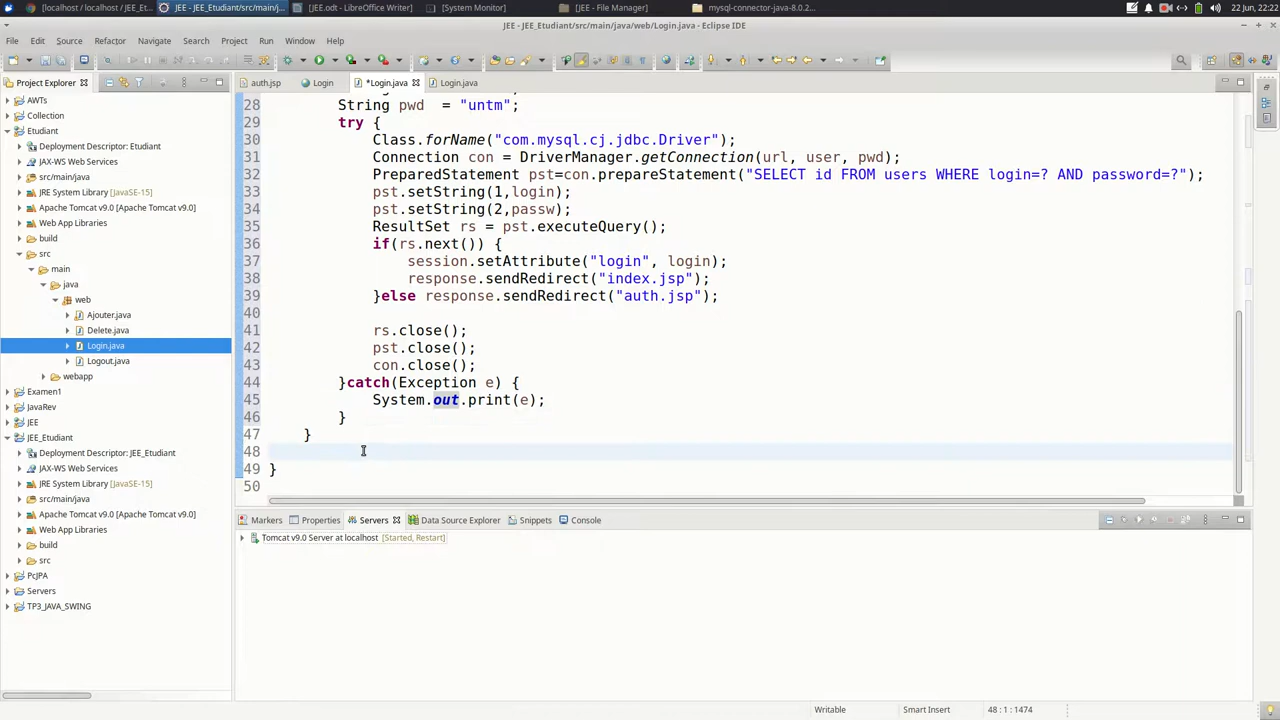 [localhost / localhost / JEE_Et...
JEE - JEE_Etudiant/src/main/j...
[JEE.odt - LibreOffice Writer]
[System Monitor]
[JEE - File Manager]
mysql-connector-java-8.0.2...
22 Jun, 22:22
JEE - JEE_Etudiant/src/main/java/web/Login.java - Eclipse IDE
File Edit Source Refactor Navigate Search Project Run Window Help
Project Explorer
auth.jsp
Login
*Login.java
Login.java
AWTs
Collection
Etudiant
Deployment Descriptor: Etudiant
JAX-WS Web Services
src/main/java
JRE System Library [JavaSE-15]
Apache Tomcat v9.0 [Apache Tomcat v9.0]
Web App Libraries
build
src
main
java
web
Ajouter.java
Delete.java
Login.java
Logout.java
webapp
Examen1
JavaRev
JEE
JEE_Etudiant
Deployment Descriptor: JEE_Etudiant
JAX-WS Web Services
JRE System Library [JavaSE-15]
src/main/java
Apache Tomcat v9.0 [Apache Tomcat v9.0]
Web App Libraries
build
src
PcJPA
Servers
TP3_JAVA_SWING
28 String pwd = "untm";
29 try {
30 Class.forName("com.mysql.cj.jdbc.Driver");
31 Connection con = DriverManager.getConnection(url, user, pwd);
32 PreparedStatement pst=con.prepareStatement("SELECT id FROM users WHERE login=? AND password=?");
33 pst.setString(1,login);
34 pst.setString(2,passw);
35 ResultSet rs = pst.executeQuery();
36 if(rs.next()) {
37 session.setAttribute("login", login);
38 response.sendRedirect("index.jsp");
39 }else response.sendRedirect("auth.jsp");
40
41 rs.close();
42 pst.close();
43 con.close();
44 }catch(Exception e) {
45 System.out.print(e);
46 }
47 }
48
49 }
50
Markers
Properties
Servers
Data Source Explorer
Snippets
Console
Tomcat v9.0 Server at localhost [Started, Restart]
Writable
Smart Insert
48 : 1 : 1474